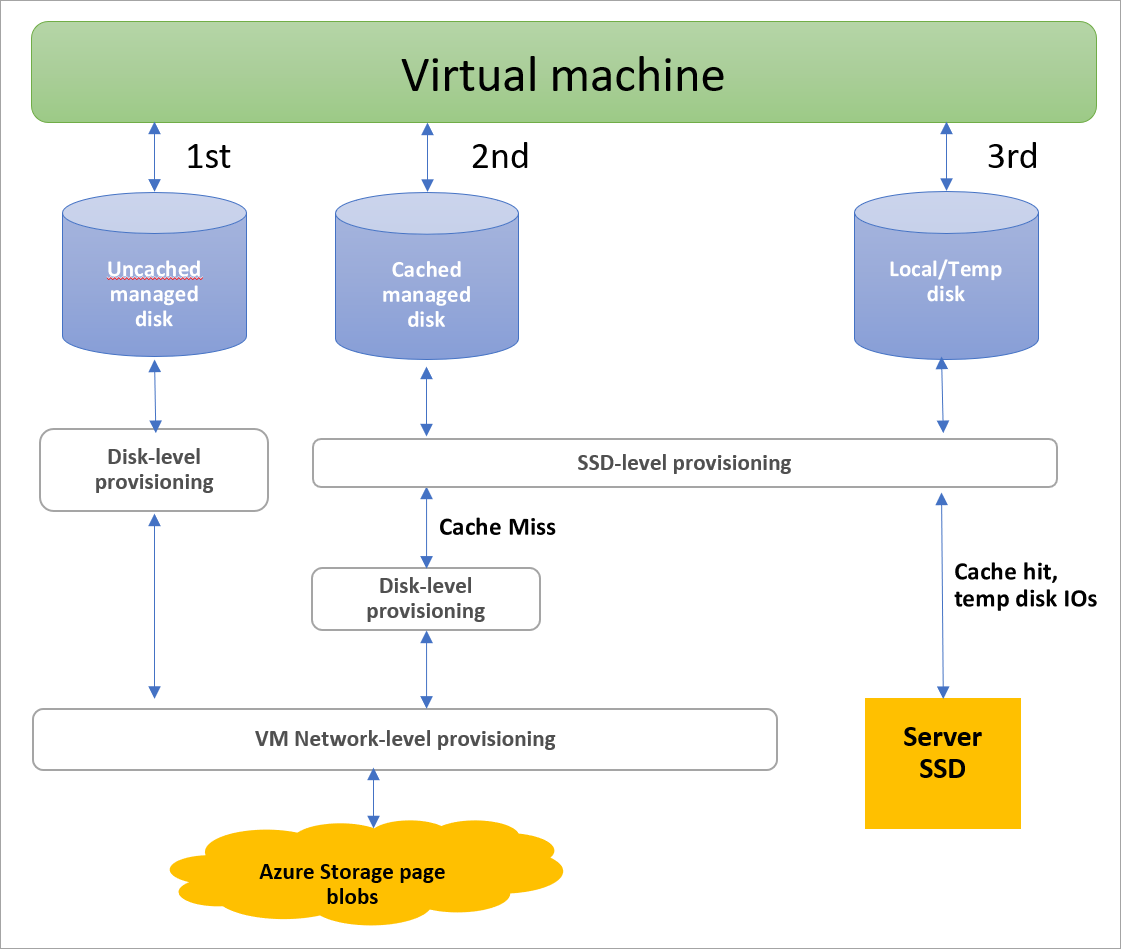 Virtual machine
1st
2nd
3rd
Uncached
managed
disk
Cached
managed
disk
Local/Temp
disk
Disk-level
provisioning
SSD-level provisioning
Cache Miss
Disk-level
provisioning
Cache hit,
temp disk IOs
VM Network-level provisioning
Server
SSD
Azure Storage page
blobs